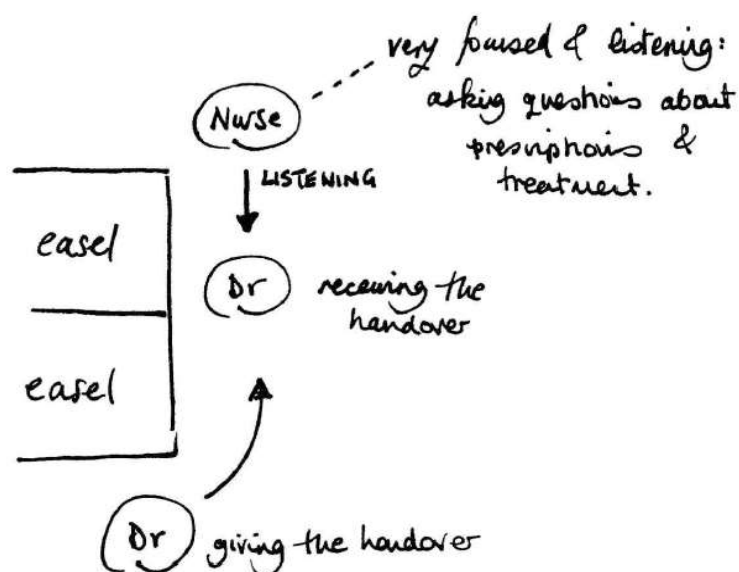 very focused & listening:
asking questions about
prescriptions &
treatment.
Nurse
LISTENING
easel
Dr
receiving the
handover
easel
Dr
giving the handover